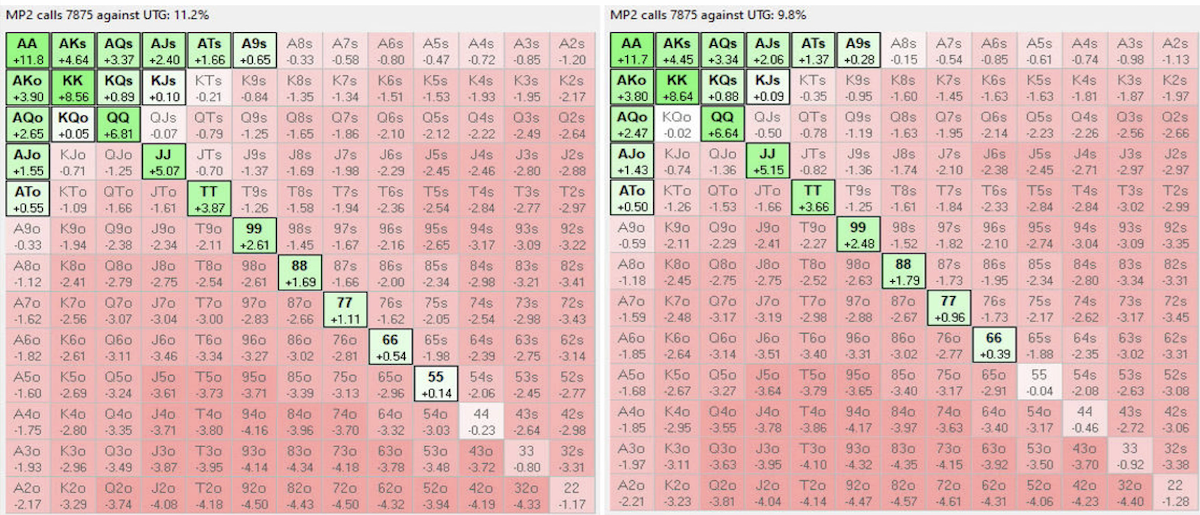 MP2 calls 7875 against UTG: 11.2%
AA AKs AQs AJs ATs A9s A8s A7s A6s A5s A4s A3s A2s
+11.8 +4.64 +3.37 +2.40 +1.66 +0.65 -0.33 -0.58 -0.80 -0.47 -0.72 -0.85 -1.20
AKo KK KQs KJs KTs K9s K8s K7s K6s K5s K4s K3s K2s
+3.90 +8.56 +0.89 +0.10 -0.21 -0.84 -1.35 -1.34 -1.51 -1.53 -1.93 -1.95 -2.17
AQo KQo QQ QJs QTs Q9s Q8s Q7s Q6s Q5s Q4s Q3s Q2s
+2.65 +0.05 +6.81 -0.07 -0.79 -1.25 -1.65 -1.86 -2.10 -2.12 -2.22 -2.49 -2.64
AJo KJo QJo JJ JTs J9s J8s J7s J6s J5s J4s J3s J2s
+1.55 -0.71 -1.25 +5.07 -0.70 -1.37 -1.69 -1.98 -2.29 -2.45 -2.46 -2.80 -2.88
ATo KTo QTo JTo TT T9s T8s T7s T6s T5s T4s T3s T2s
+0.55 -1.09 -1.66 -1.61 +3.87 -1.26 -1.58 -1.94 -2.36 -2.54 -2.84 -2.77 -2.97
A9o K9o Q9o J9o T9o 99 98s 97s 96s 95s 94s 93s 92s
-0.33 -1.94 -2.38 -2.34 -2.11 +2.61 -1.45 -1.67 -2.16 -2.65 -3.17 -3.09 -3.22
A8o K8o Q8o J8o T8o 98o 88 87s 86s 85s 84s 83s 82s
-1.12 -2.41 -2.79 -2.75 -2.54 -2.61 +1.69 -1.66 -2.00 -2.34 -2.98 -3.21 -3.41
A7o K7o Q7o J7o T7o 97o 87o 77 76s 75s 74s 73s 72s
-1.62 -2.56 -3.07 -3.04 -3.00 -2.83 -2.66 +1.11 -1.62 -2.05 -2.54 -2.98 -3.43
A6o K6o Q6o J6o T6o 96o 86o 76o 66 65s 64s 63s 62s
-1.82 -2.61 -3.11 -3.46 -3.34 -3.27 -3.02 -2.81 +0.54 -1.98 -2.39 -2.75 -3.14
A5o K5o Q5o J5o T5o 95o 85o 75o 65o 55 54s 53s 52s
-1.60 -2.69 -3.24 -3.61 -3.73 -3.71 -3.39 -3.13 -2.96 +0.14 -2.06 -2.45 -2.77
A4o K4o Q4o J4o T4o 94o 84o 74o 64o 54o 44 43s 42s
-1.75 -2.80 -3.35 -3.71 -3.80 -4.16 -3.96 -3.70 -3.32 -3.03 -0.23 -2.64 -2.98
A3o K3o Q3o J3o T3o 93o 83o 73o 63o 53o 43o 33 32s
-1.93 -2.96 -3.49 -3.87 -3.95 -4.14 -4.34 -4.18 -3.78 -3.48 -3.72 -0.80 -3.31
A2o K2o Q2o J2o T2o 92o 82o 72o 62o 52o 42o 32o 22
-2.17 -3.29 -3.74 -4.08 -4.18 -4.50 -4.43 -4.50 -4.32 -3.94 -4.19 -4.33 -1.17
MP2 calls 7875 against UTG: 9.8%
AA AKs AQs AJs ATs A9s A8s A7s A6s A5s A4s A3s A2s
+11.7 +4.45 +3.34 +2.06 +1.37 +0.28 -0.15 -0.54 -0.85 -0.61 -0.74 -0.98 -1.13
AKo KK KQs KJs KTs K9s K8s K7s K6s K5s K4s K3s K2s
+3.80 +8.64 +0.88 +0.09 -0.35 -0.95 -1.60 -1.45 -1.63 -1.63 -1.81 -1.87 -1.97
AQo KQo QQ QJs QTs Q9s Q8s Q7s Q6s Q5s Q4s Q3s Q2s
+2.47 -0.02 +6.64 -0.50 -0.78 -1.19 -1.63 -1.95 -2.14 -2.23 -2.26 -2.56 -2.66
AJo KJo QJo JJ JTs J9s J8s J7s J6s J5s J4s J3s J2s
+1.43 -0.74 -1.36 +5.15 -0.82 -1.36 -1.74 -2.10 -2.38 -2.45 -2.71 -2.97 -2.97
ATo KTo QTo JTo TT T9s T8s T7s T6s T5s T4s T3s T2s
+0.50 -1.26 -1.53 -1.66 +3.66 -1.25 -1.61 -1.84 -2.33 -2.84 -2.84 -3.02 -2.99
A9o K9o Q9o J9o T9o 99 98s 97s 96s 95s 94s 93s 92s
-0.59 -2.11 -2.29 -2.41 -2.27 +2.48 -1.52 -1.82 -2.10 -2.74 -3.04 -3.09 -3.35
A8o K8o Q8o J8o T8o 98o 88 87s 86s 85s 84s 83s 82s
-1.18 -2.45 -2.75 -2.75 -2.52 -2.63 +1.79 -1.73 -1.95 -2.34 -2.80 -3.34 -3.31
A7o K7o Q7o J7o T7o 97o 87o 77 76s 75s 74s 73s 72s
-1.59 -2.48 -3.17 -3.19 -2.98 -2.88 -2.67 +0.96 -1.73 -2.17 -2.62 -3.17 -3.45
A6o K6o Q6o J6o T6o 96o 86o 76o 66 65s 64s 63s 62s
-1.85 -2.64 -3.14 -3.51 -3.40 -3.31 -3.02 -2.77 +0.39 -1.88 -2.35 -3.02 -3.31
A5o K5o Q5o J5o T5o 95o 85o 75o 65o 55 54s 53s 52s
-1.68 -2.67 -3.27 -3.64 -3.79 -3.65 -3.40 -3.17 -2.91 -0.04 -2.08 -2.63 -3.08
A4o K4o Q4o J4o T4o 94o 84o 74o 64o 54o 44 43s 42s
-1.85 -2.95 -3.55 -3.78 -3.86 -4.17 -3.97 -3.63 -3.40 -3.17 -0.46 -2.72 -3.06
A3o K3o Q3o J3o T3o 93o 83o 73o 63o 53o 43o 33 32s
-1.97 -3.11 -3.63 -3.95 -4.10 -4.32 -4.35 -4.15 -3.92 -3.50 -3.70 -0.92 -3.38
A2o K2o Q2o J2o T2o 92o 82o 72o 62o 52o 42o 32o 22
-2.21 -3.23 -3.81 -4.04 -4.14 -4.47 -4.57 -4.61 -4.31 -4.06 -4.23 -4.40 -1.28